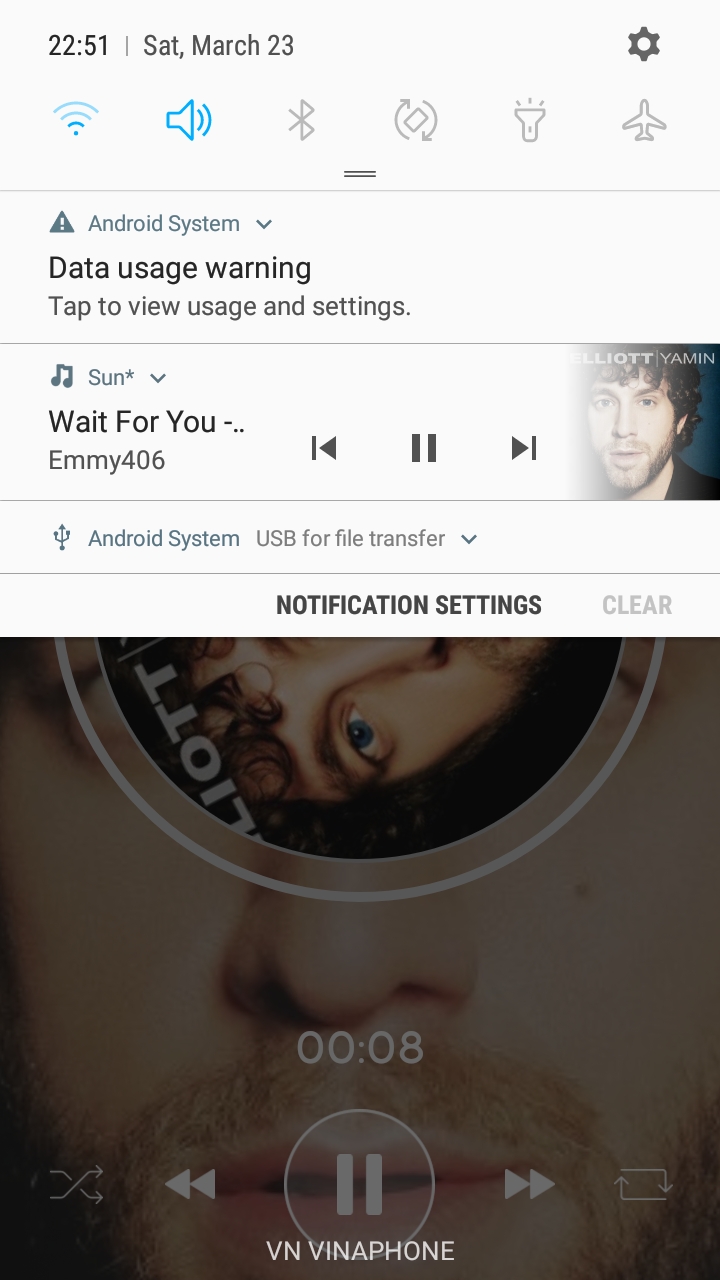 22:51 | Sat, March 23
Android System
Data usage warning
Tap to view usage and settings.
ELLIOTT|YAMIN
Sun*
Wait For You -..
Emmy406
Android System USB for file transfer
NOTIFICATION SETTINGS CLEAR
LIOTT
00:08
VN VINAPHONE